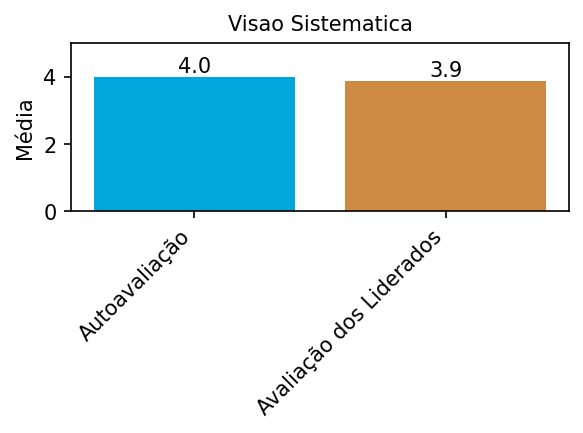 Visao Sistematica
4.0
3.9
Média
4
2
0
Autoavaliação
Avaliação dos Liderados